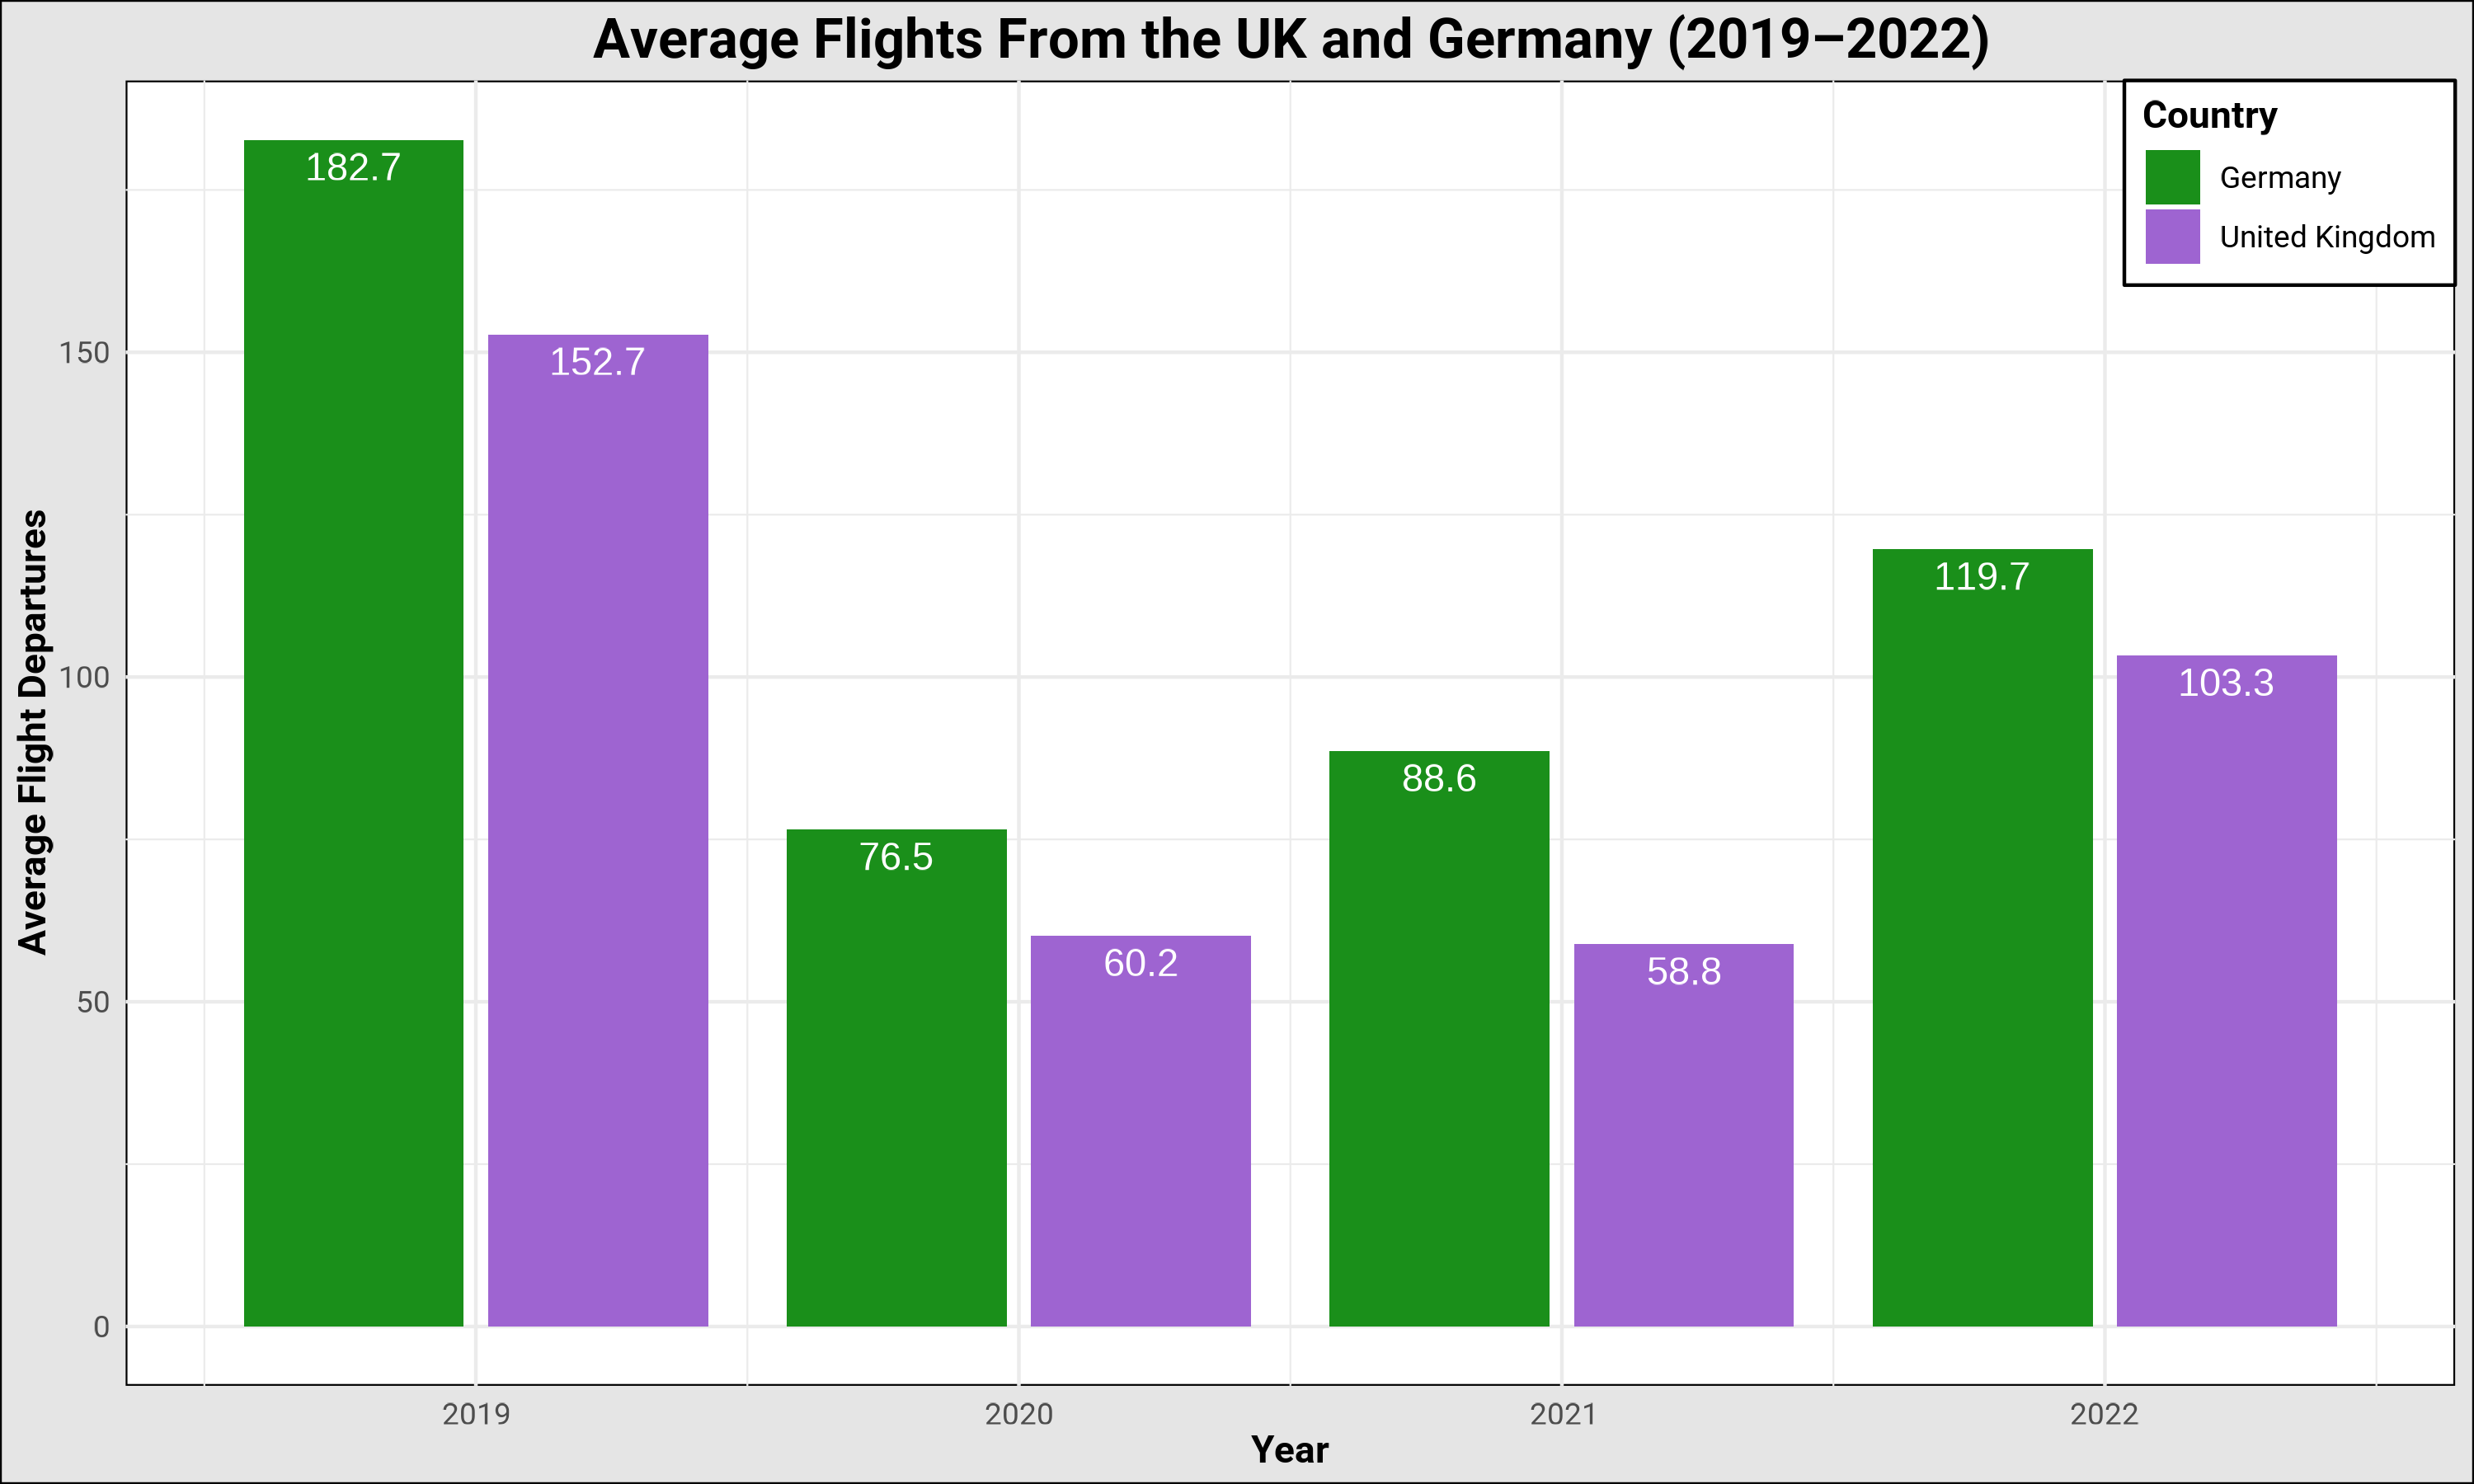 Average Flights From the UK and Germany (2019–2022)
Country
Germany
United Kingdom
182.7
152.7
76.5
60.2
88.6
58.8
119.7
103.3
150
100
50
0
Average Flight Departures
2019
2020
2021
2022
Year